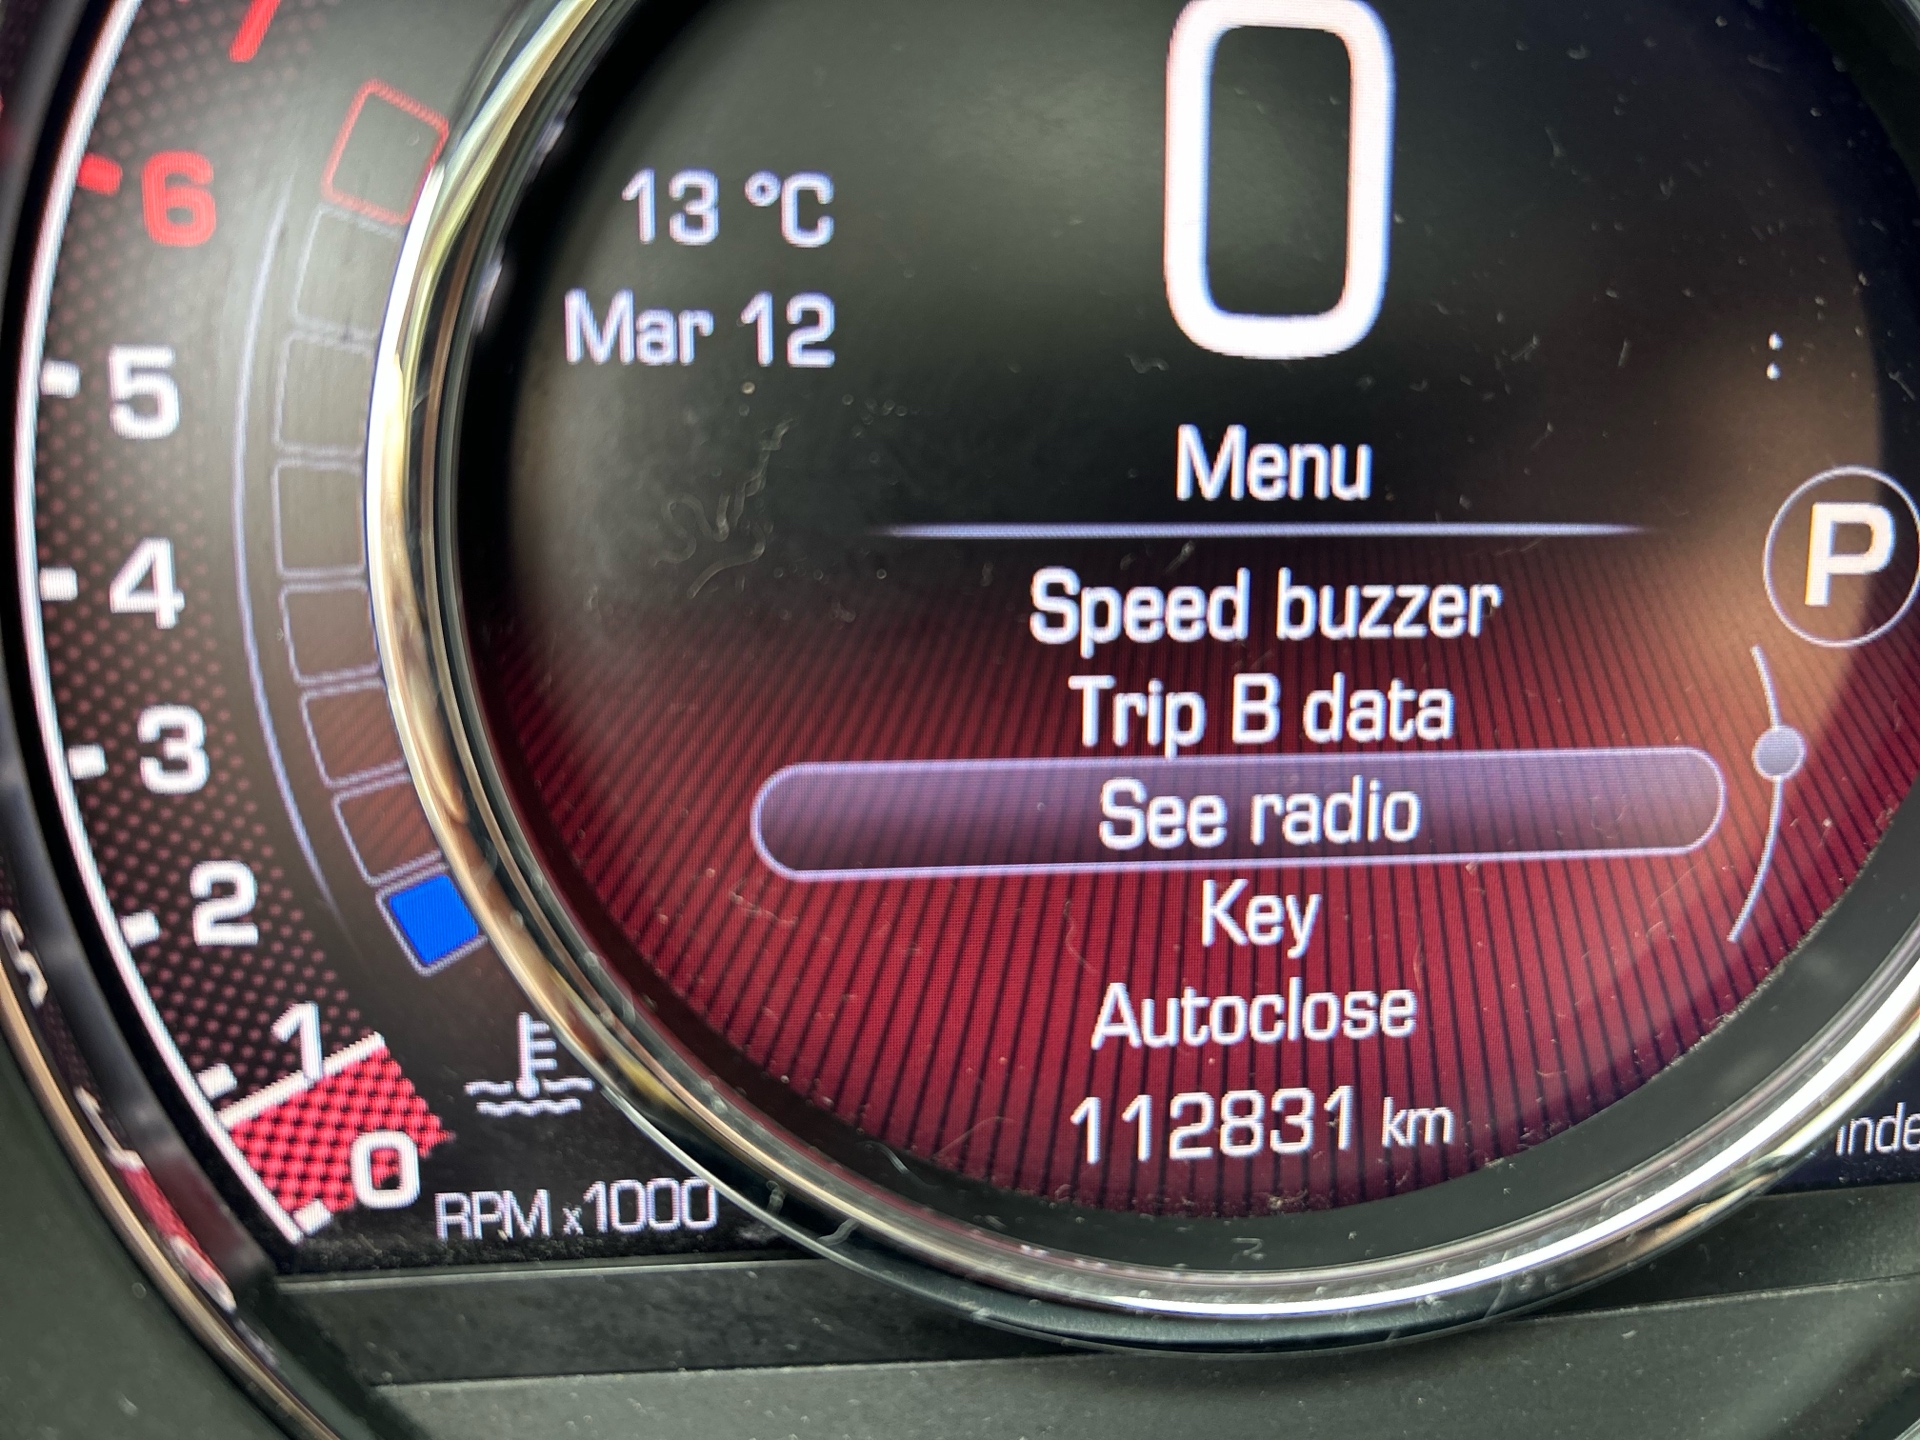 7
6
5
4
3
2
1
0
RPM x1000
13 °C
Mar 12
0
Menu
Speed buzzer
Trip B data
See radio
Key
Autoclose
112831 km
P